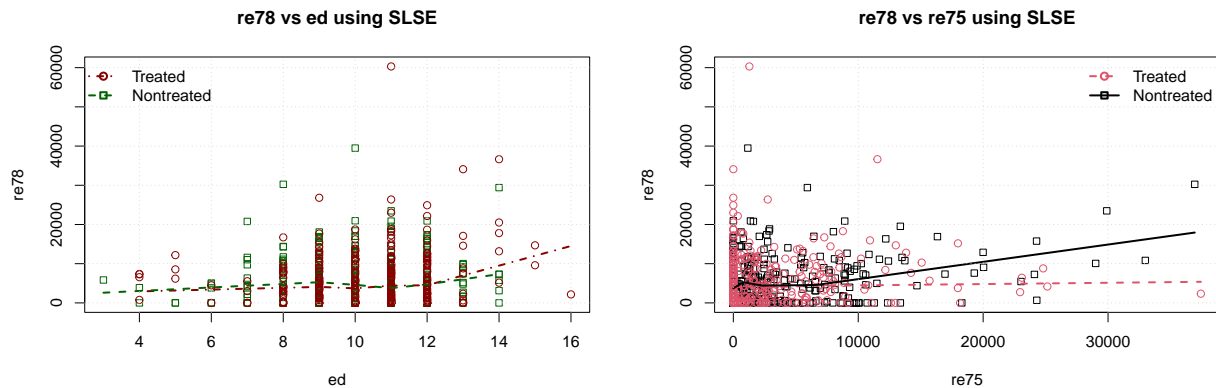 re78 vs ed using SLSE
re78
0
20000
40000
60000
Treated
Nontreated
4 6 8 10 12 14 16
ed
re78 vs re75 using SLSE
re78
0
20000
40000
60000
Treated
Nontreated
0 10000 20000 30000
re75